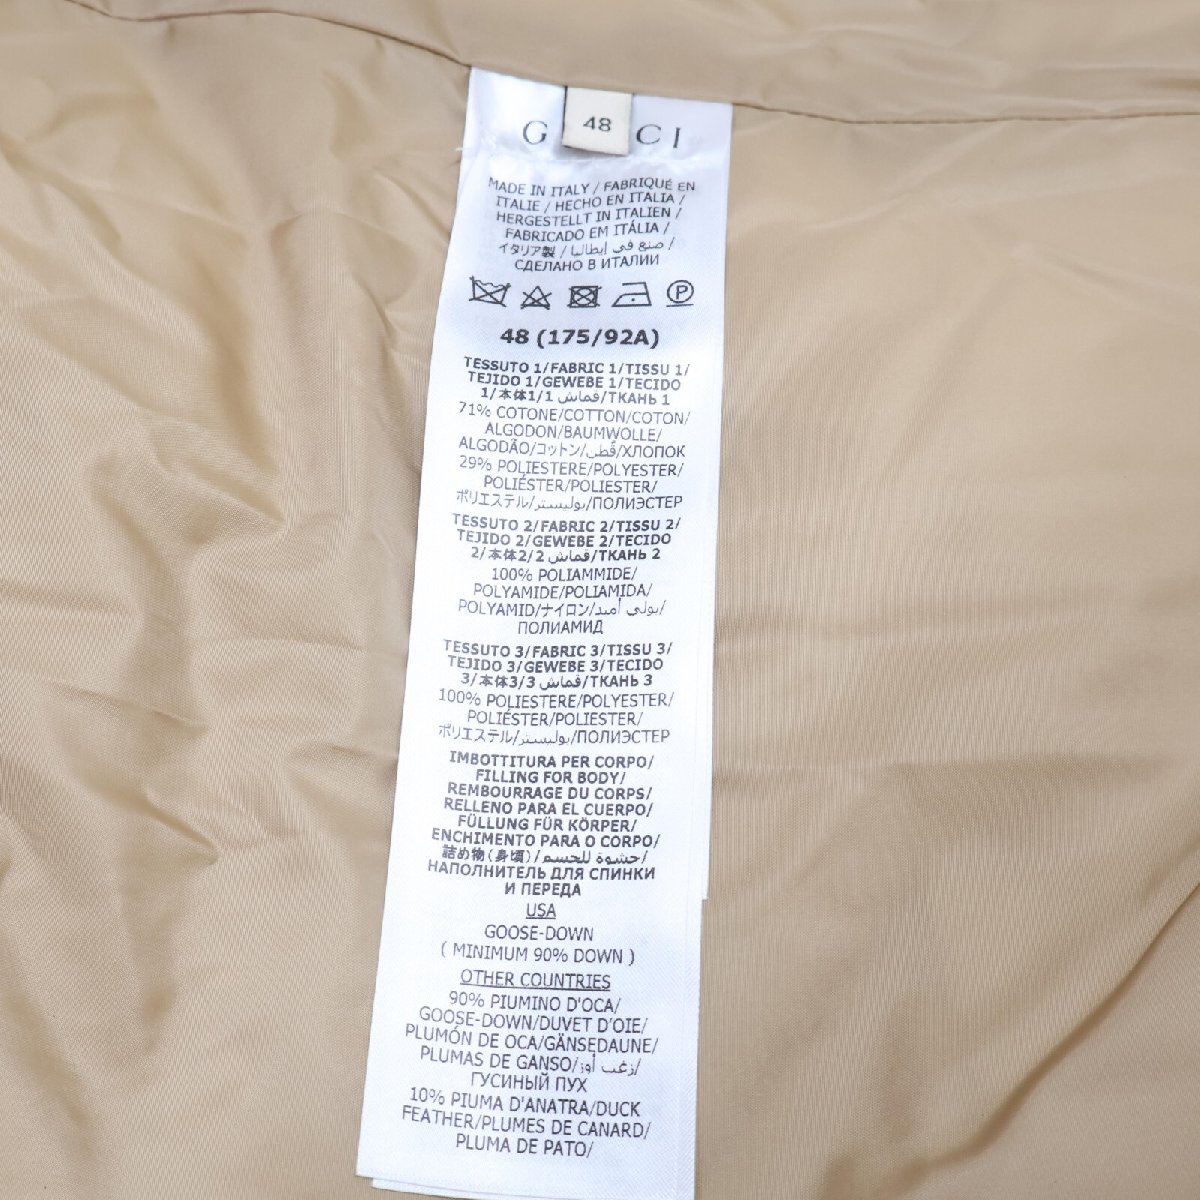 48
G CI
MADE IN ITALY / FABRIQUÉ EN
ITALIE / HECHO EN ITALIA /
HERGESTELLT IN ITALIEN /
FABRICADO EM ITÁLIA /
イタリア製 / صنع في إيطاليا /
СДЕЛАНО В ИТАЛИИ
P
48 (175/92A)
TESSUTO 1/FABRIC 1/TISSU 1/
TEJIDO 1/GEWEBE 1/TECIDO
1/本体1/1 قماش/ТКАНЬ 1
71% COTONE/COTTON/COTON/
ALGODON/BAUMWOLLE/
ALGODÃO/コットン/قُطن/ХЛОПОК
29% POLIESTERE/POLYESTER/
POLIÉSTER/POLIESTER/
ポリエステル/بوليستر/ПОЛИЭСТЕР
TESSUTO 2/FABRIC 2/TISSU 2/
TEJIDO 2/GEWEBE 2/TECIDO
2/本体2/2 قماش/ТКАНЬ 2
100% POLIAMMIDE/
POLYAMIDE/POLIAMIDA/
POLYAMID/ナイロン/بولي أميد/
ПОЛИАМИД
TESSUTO 3/FABRIC 3/TISSU 3/
TEJIDO 3/GEWEBE 3/TECIDO
3/本体3/3 قماش/ТКАНЬ 3
100% POLIESTERE/POLYESTER/
POLIÉSTER/POLIESTER/
ポリエステル/بوليستر/ПОЛИЭСТЕР
IMBOTTITURA PER CORPO/
FILLING FOR BODY/
REMBOURRAGE DU CORPS/
RELLENO PARA EL CUERPO/
FÜLLUNG FÜR KÖRPER/
ENCHIMENTO PARA O CORPO/
詰め物(身頃)/حشوة للجسم/
НАПОЛНИТЕЛЬ ДЛЯ СПИНКИ
И ПЕРЕДА
USA
GOOSE-DOWN
( MINIMUM 90% DOWN )
OTHER COUNTRIES
90% PIUMINO D'OCA/
GOOSE-DOWN/DUVET D'OIE/
PLUMÓN DE OCA/GÄNSEDAUNE/
PLUMAS DE GANSO/زغب أوز/
ГУСИНЫЙ ПУХ
10% PIUMA D'ANATRA/DUCK
FEATHER/PLUMES DE CANARD/
PLUMA DE PATO/